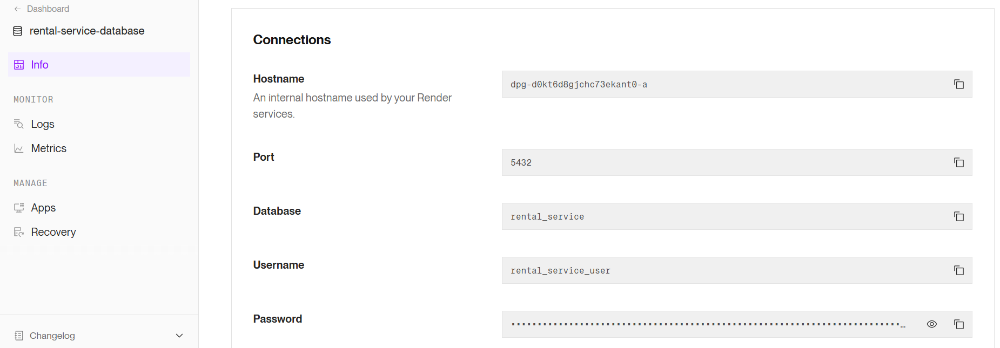 Dashboard
rental-service-database
Info
MONITOR
Logs
Metrics
MANAGE
Apps
Recovery
Changelog
Connections
Hostname
An internal hostname used by your Render
services.
dpg-d0kt6d8gjchc73ekant0-a
Port
5432
Database
rental_service
Username
rental_service_user
Password